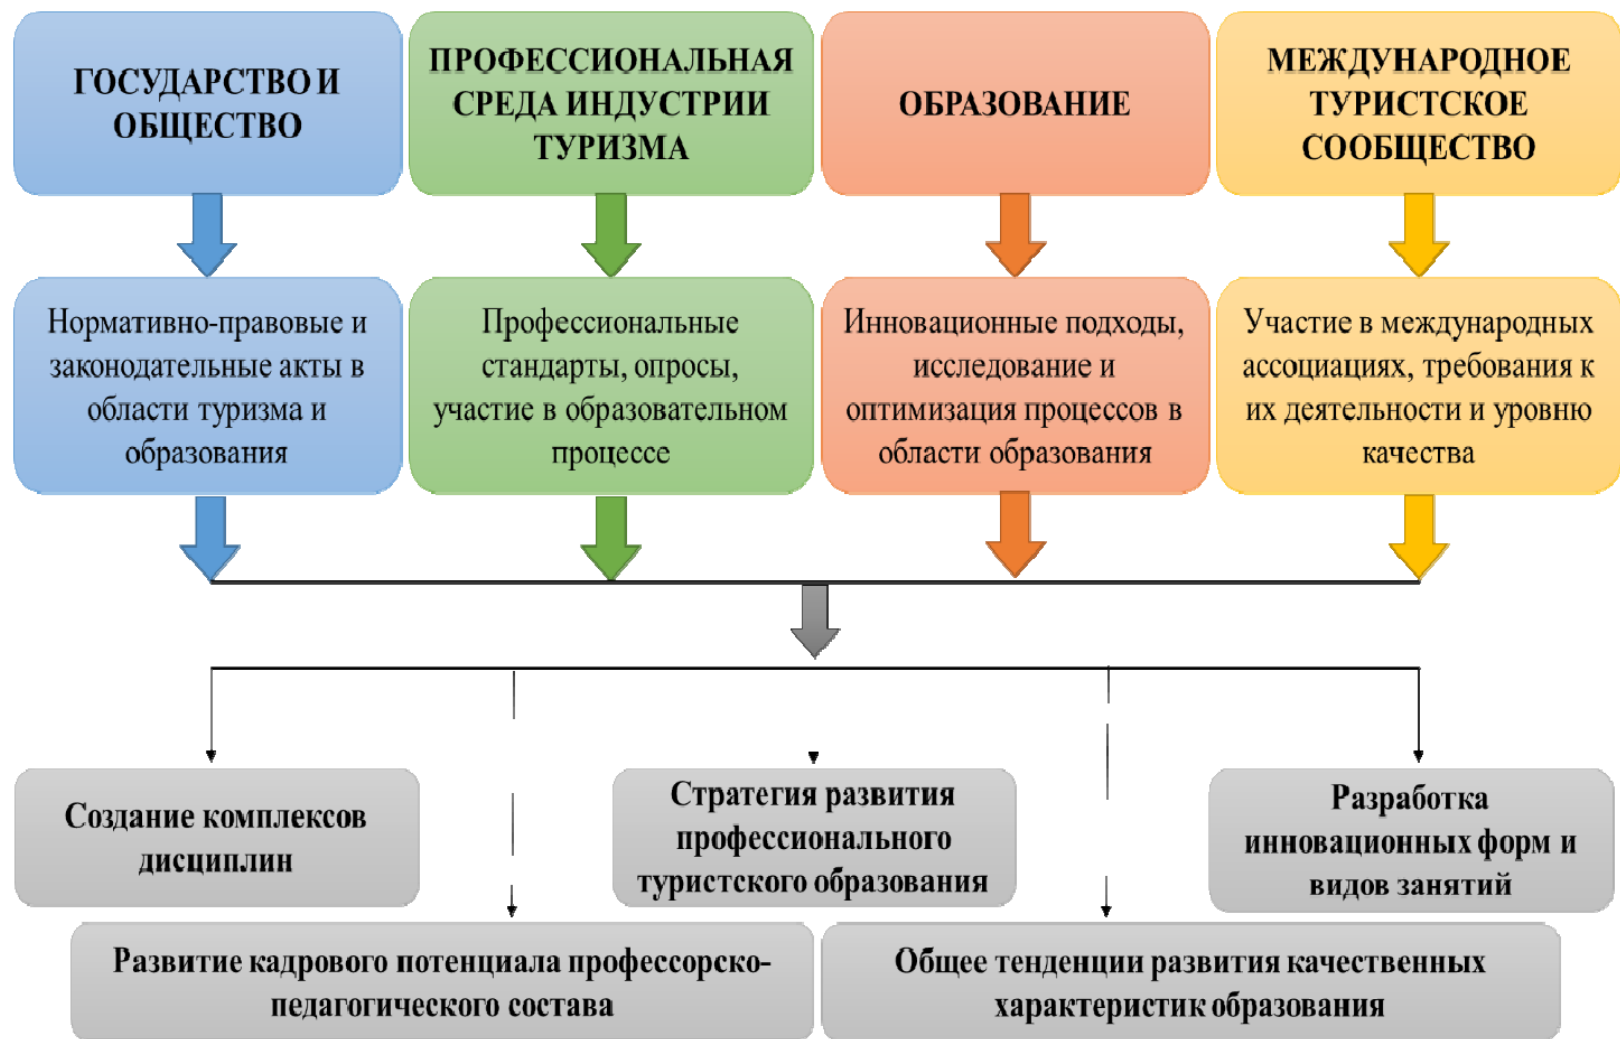 ГОСУДАРСТВО И
ОБЩЕСТВО
ПРОФЕССИОНАЛЬНАЯ
СРЕДА ИНДУСТРИИ
ТУРИЗМА
ОБРАЗОВАНИЕ
МЕЖДУНАРОДНОЕ
ТУРИСТСКОЕ
СООБЩЕСТВО
Нормативно-правовые и
законодательные акты в
области туризма и
образования
Профессиональные
стандарты, опросы,
участие в образовательном
процессе
Инновационные подходы,
исследование и
оптимизация процессов в
области образования
Участие в международных
ассоциациях, требования к
их деятельности и уровню
качества
Создание комплексов
дисциплин
Стратегия развития
профессионального
туристского образования
Разработка
инновационных форм и
видов занятий
Развитие кадрового потенциала профессорско-
педагогического состава
Общее тенденции развития качественных
характеристик образования